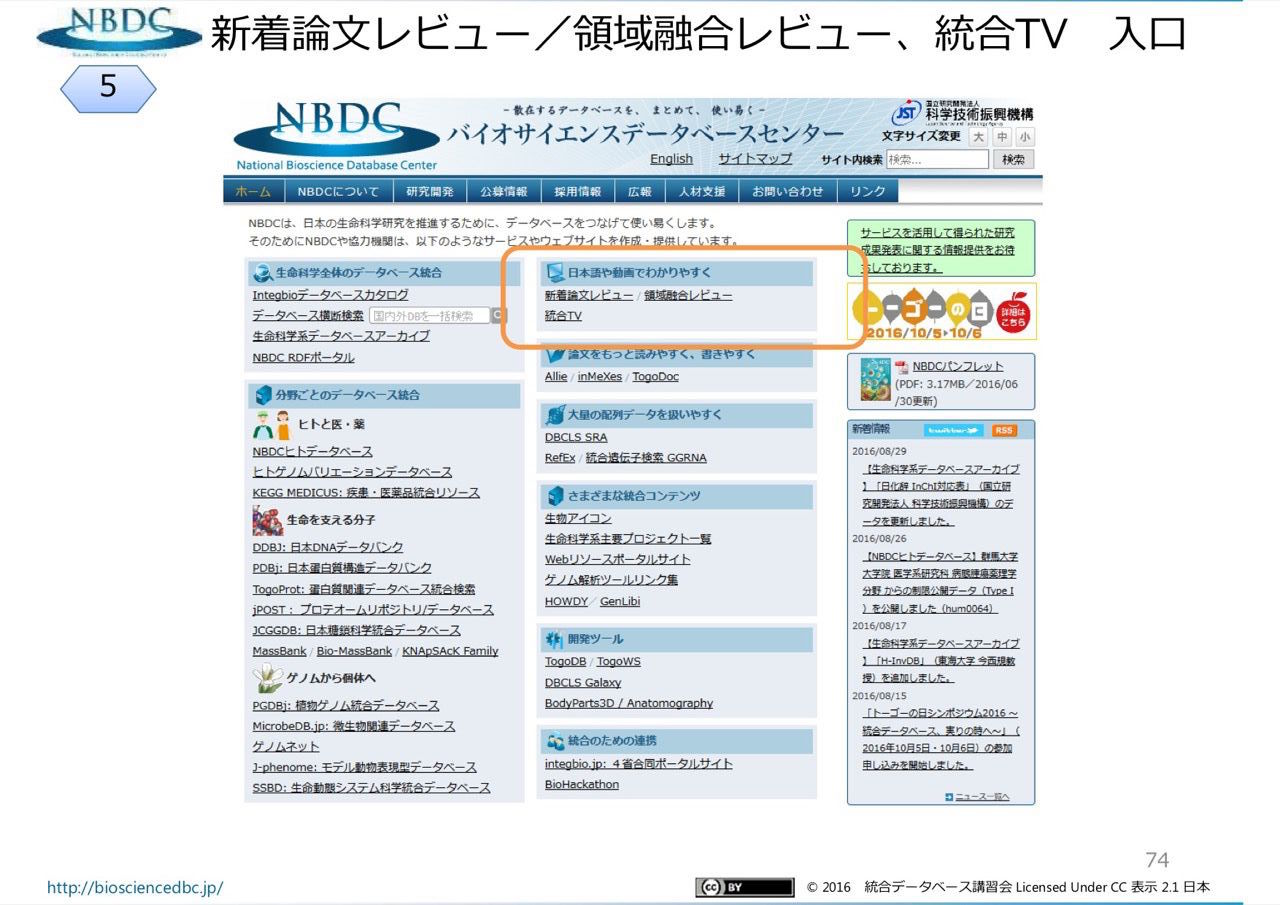 NBDC
新着論文レビュー／領域融合レビュー、統合TV　入口
5
NBDC
National Bioscience Database Center
－散在するデータベースを、まとめて、使い易く－
バイオサイエンスデータベースセンター
English サイトマップ
JST 国立研究開発法人
科学技術振興機構
Japan Science and Technology Agency
文字サイズ変更 大 中 小
サイト内検索 検索... 検索
ホーム NBDCについて 研究開発 公募情報 採用情報 広報 人材支援 お問い合わせ リンク
NBDCは、日本の生命科学研究を推進するために、データベースをつなげて使い易くします。
そのためにNBDCや協力機関は、以下のようなサービスやウェブサイトを作成・提供しています。
生命科学全体のデータベース統合
Integbioデータベースカタログ
データベース横断検索 国内外DBを一括検索
生命科学系データベースアーカイブ
NBDC RDFポータル
分野ごとのデータベース統合
ヒトと医・薬
NBDCヒトデータベース
ヒトゲノムバリエーションデータベース
KEGG MEDICUS: 疾患・医薬品統合リソース
生命を支える分子
DDBJ: 日本DNAデータバンク
PDBj: 日本蛋白質構造データバンク
TogoProt: 蛋白質関連データベース統合検索
jPOST： プロテオームリポジトリ/データベース
JCGGDB: 日本糖鎖科学統合データベース
MassBank / Bio-MassBank / KNApSAcK Family
ゲノムから個体へ
PGDBj: 植物ゲノム統合データベース
MicrobeDB.jp: 微生物関連データベース
ゲノムネット
J-phenome: モデル動物表現型データベース
SSBD: 生命動態システム科学統合データベース
日本語や動画でわかりやすく
新着論文レビュー / 領域融合レビュー
統合TV
論文をもっと読みやすく、書きやすく
Allie / inMeXes / TogoDoc
大量の配列データを扱いやすく
DBCLS SRA
RefEx / 統合遺伝子検索 GGRNA
さまざまな統合コンテンツ
生物アイコン
生命科学系主要プロジェクト一覧
Webリソースポータルサイト
ゲノム解析ツールリンク集
HOWDY / GenLibi
開発ツール
TogoDB / TogoWS
DBCLS Galaxy
BodyParts3D / Anatomography
統合のための連携
integbio.jp: 4省合同ポータルサイト
BioHackathon
サービスを活用して得られた研究
成果発表に関する情報提供をお待
ちしております。
トーゴーの日
2016/10/5▸10/6
詳細は
こちら
NBDCパンフレット
(PDF: 3.17MB／2016/06
/30更新)
新着情報 twitter RSS
2016/08/29
【生命科学系データベースアーカイブ
】「日化辞 InChI対応表」（国立研
究開発法人 科学技術振興機構）のデ
ータを更新しました。
2016/08/26
【NBDCヒトデータベース】群馬大学
大学院 医学系研究科 病態腫瘍薬理学
分野 からの制限公開データ（Type I
）を公開しました（hum0064）
2016/08/17
【生命科学系データベースアーカイブ
】「H-InvDB」（東海大学 今西規教
授）を追加しました。
2016/08/15
「トーゴーの日シンポジウム2016 ～
統合データベース、実りの時へ～」（
2016年10月5日・10月6日）の参加
申し込みを開始しました。
ニュース一覧へ
74
http://biosciencedbc.jp/
cc BY
© 2016　統合データベース講習会 Licensed Under CC 表示 2.1 日本